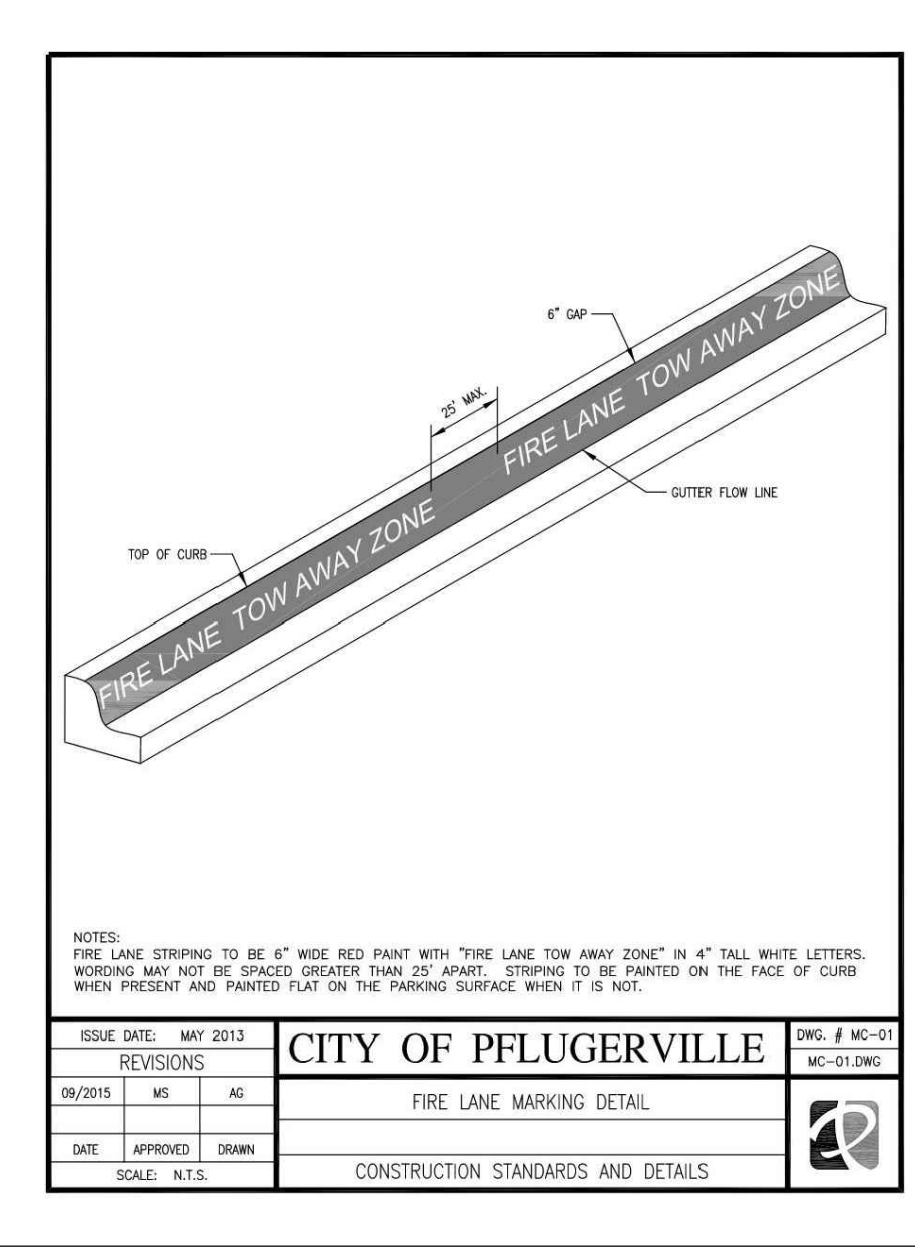 6" GAP
25' MAX.
FIRE LANE TOW AWAY ZONE
GUTTER FLOW LINE
TOP OF CURB
FIRE LANE TOW AWAY ZONE
NOTES:
FIRE LANE STRIPING TO BE 6" WIDE RED PAINT WITH "FIRE LANE TOW AWAY ZONE" IN 4" TALL WHITE LETTERS.
WORDING MAY NOT BE SPACED GREATER THAN 25' APART. STRIPING TO BE PAINTED ON THE FACE OF CURB
WHEN PRESENT AND PAINTED FLAT ON THE PARKING SURFACE WHEN IT IS NOT.
ISSUE DATE: MAY 2013
REVISIONS
09/2015 MS AG
DATE APPROVED DRAWN
SCALE: N.T.S.
CITY OF PFLUGERVILLE
FIRE LANE MARKING DETAIL
CONSTRUCTION STANDARDS AND DETAILS
DWG. # MC-01
MC-01.DWG